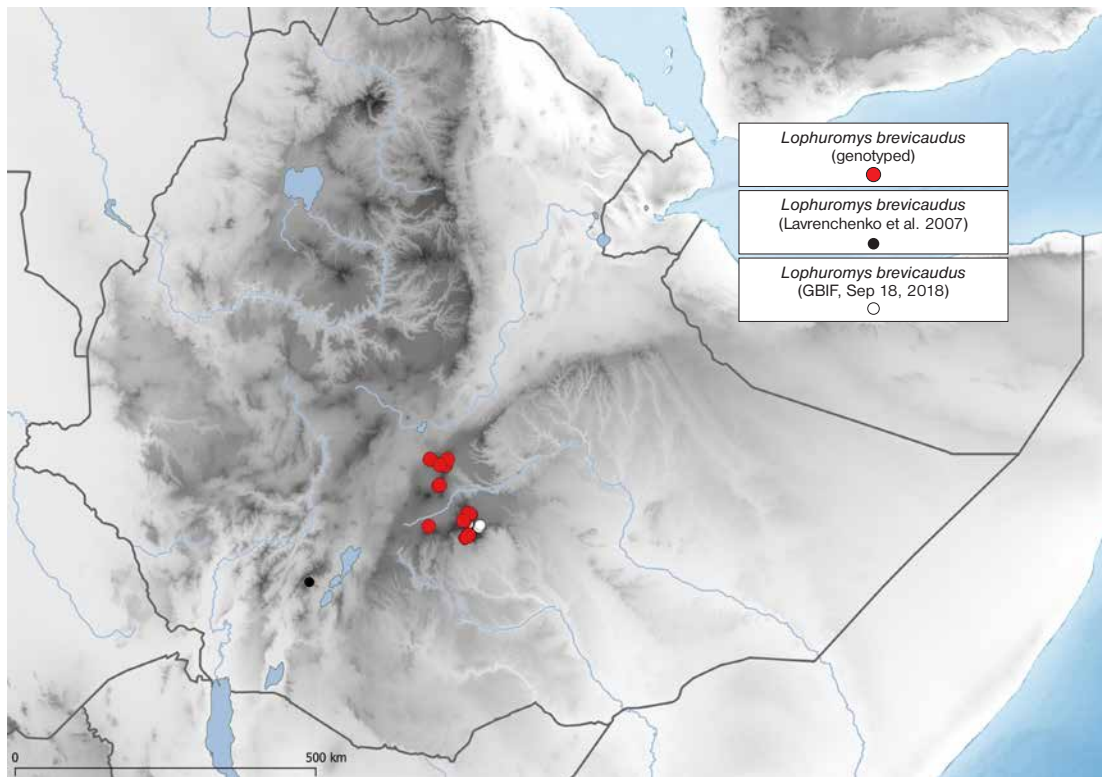 Lophuromys brevicaudus
(genotyped)
Lophuromys brevicaudus
(Lavrenchenko et al. 2007)
Lophuromys brevicaudus
(GBIF, Sep 18, 2018)
0
500 km